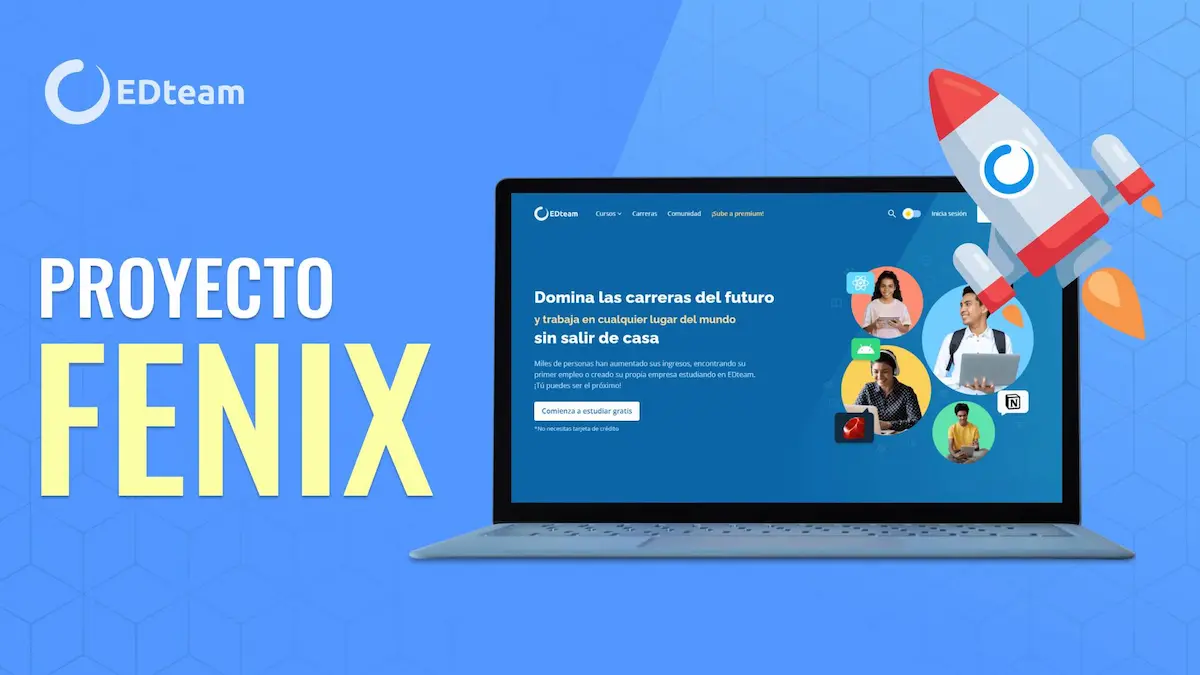 EDteam
PROYECTO
FENIX
EDteam
Cursos
Carreras
Comunidad
¡Sube a premium!
Inicia sesión
Domina las carreras del futuro
y trabaja en cualquier lugar del mundo
sin salir de casa
Miles de personas han aumentado sus ingresos, encontrando su
primer empleo o creado su propia empresa estudiando en EDteam.
¡Tú puedes ser el próximo!
Comienza a estudiar gratis
*No necesitas tarjeta de crédito
N